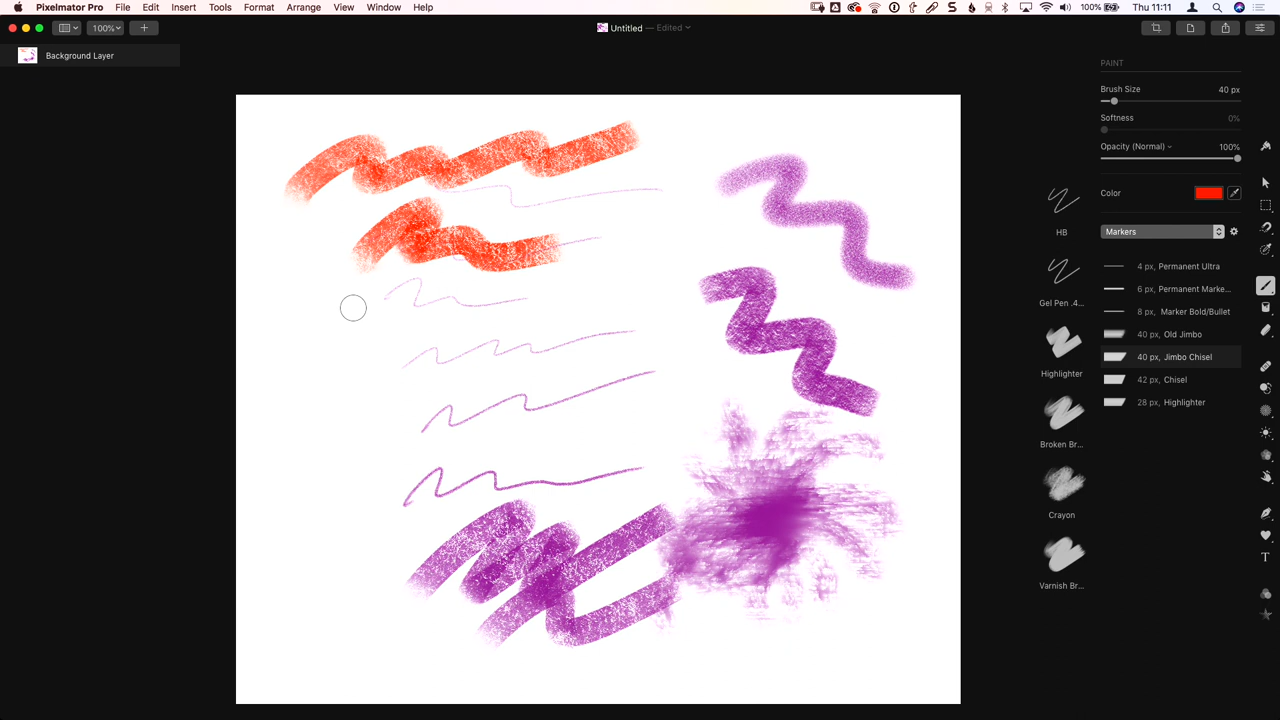 Pixelmator Pro File Edit Insert Tools Format Arrange View Window Help 100% Thu 11:11
100% Untitled — Edited
Background Layer
PAINT
Brush Size 40 px
Softness 0%
Opacity (Normal) 100%
Color
HB
Markers
4 px, Permanent Ultra
6 px, Permanent Marke...
Gel Pen .4...
8 px, Marker Bold/Bullet
40 px, Old Jimbo
40 px, Jimbo Chisel
Highlighter
42 px, Chisel
28 px, Highlighter
Broken Br...
Crayon
Varnish Br...